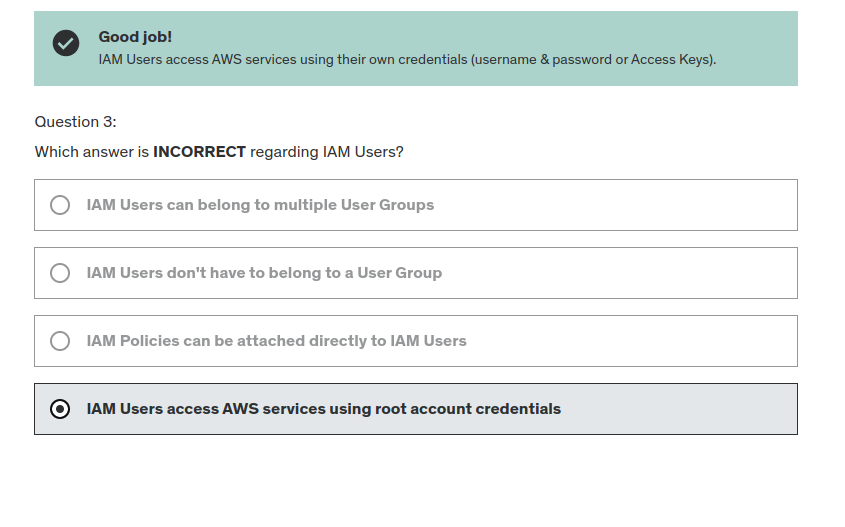 Good job!
IAM Users access AWS services using their own credentials (username & password or Access Keys).
Question 3:
Which answer is INCORRECT regarding IAM Users?
IAM Users can belong to multiple User Groups
IAM Users don't have to belong to a User Group
IAM Policies can be attached directly to IAM Users
IAM Users access AWS services using root account credentials